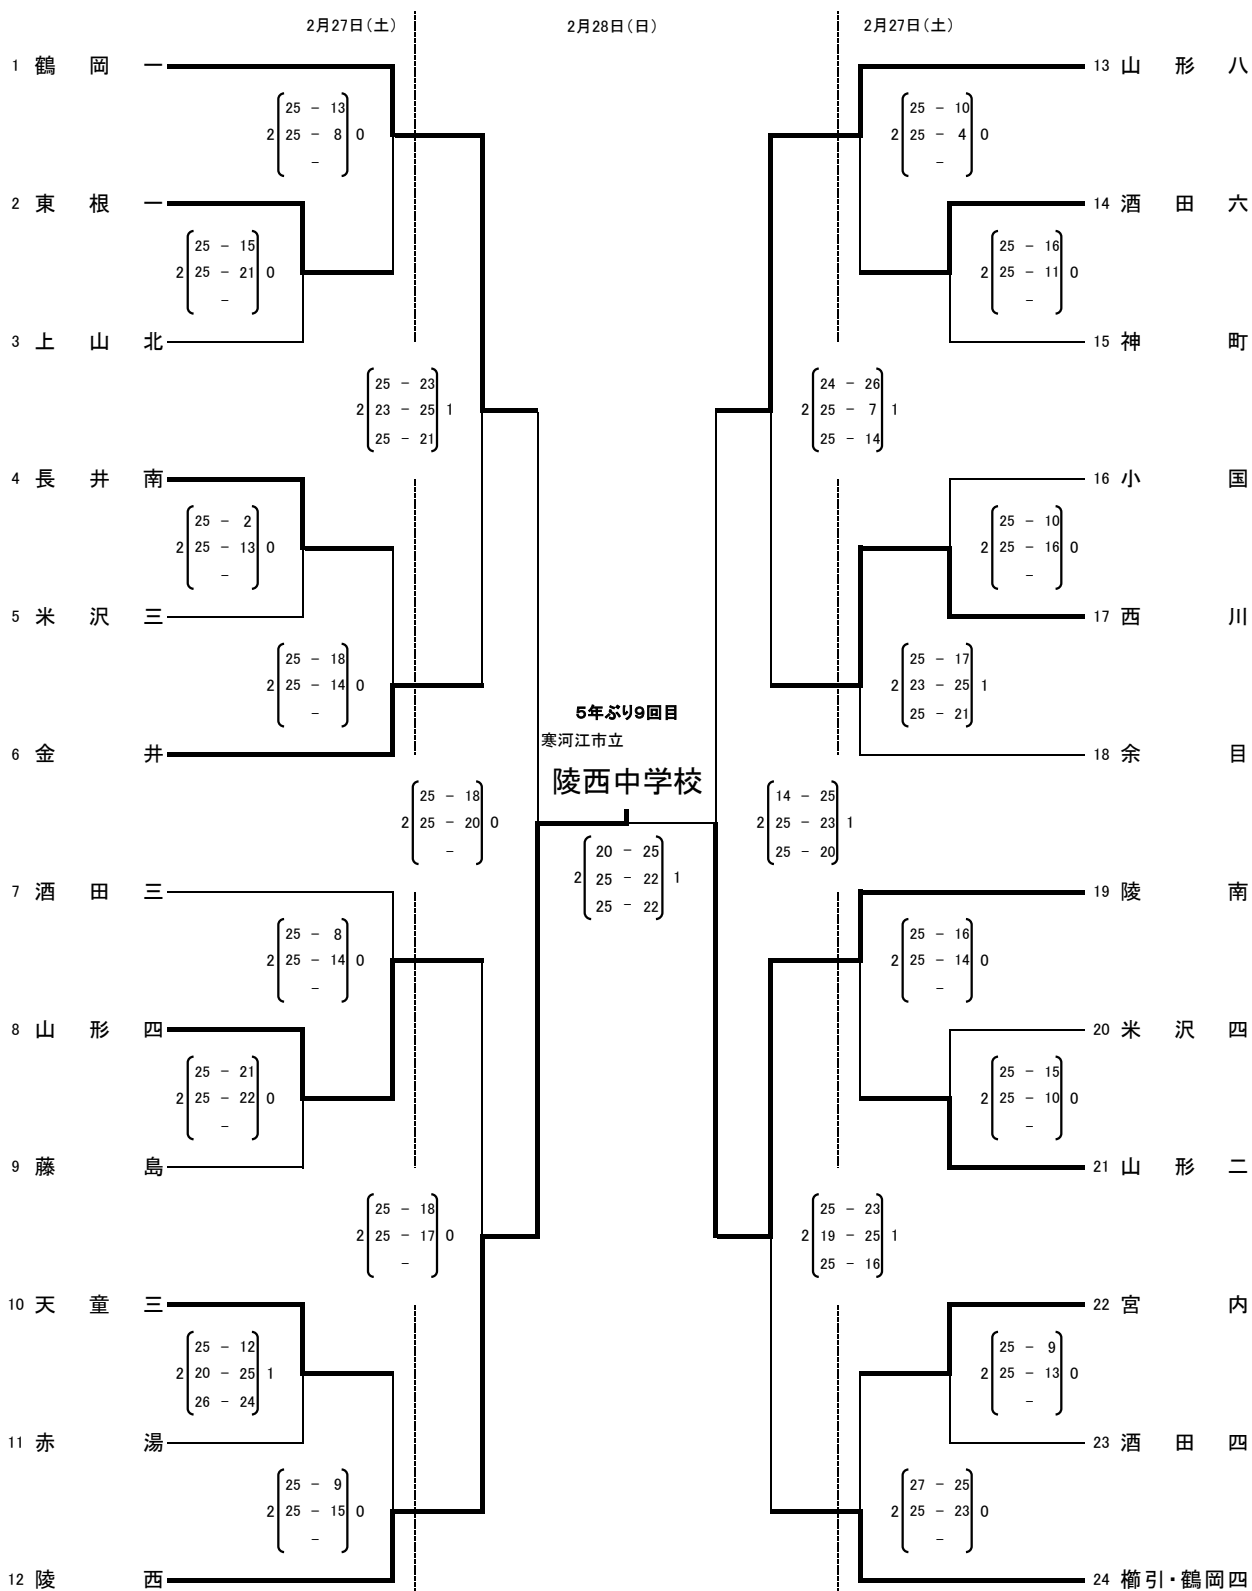 2月27日(土)
2月28日(日)
2月27日(土)
1 鶴岡一
25 - 13
2 25 - 8 0
-
2 東根一
25 - 15
2 25 - 21 0
-
3 上山北
25 - 23
2 23 - 25 1
25 - 21
4 長井南
25 - 2
2 25 - 13 0
-
5 米沢三
25 - 18
2 25 - 14 0
-
6 金井
25 - 18
2 25 - 20 0
-
7 酒田三
25 - 8
2 25 - 14 0
-
8 山形四
25 - 21
2 25 - 22 0
-
9 藤島
25 - 18
2 25 - 17 0
-
10 天童三
25 - 12
2 20 - 25 1
26 - 24
11 赤湯
25 - 9
2 25 - 15 0
-
12 陵西
5年ぶり9回目
寒河江市立
陵西中学校
20 - 25
2 25 - 22 1
25 - 22
13 山形八
25 - 10
2 25 - 4 0
-
14 酒田六
25 - 16
2 25 - 11 0
-
15 神町
24 - 26
2 25 - 7 1
25 - 14
16 小国
25 - 10
2 25 - 16 0
-
17 西川
25 - 17
2 23 - 25 1
25 - 21
18 余目
14 - 25
2 25 - 23 1
25 - 20
19 陵南
25 - 16
2 25 - 14 0
-
20 米沢四
25 - 15
2 25 - 10 0
-
21 山形二
25 - 23
2 19 - 25 1
25 - 16
22 宮内
25 - 9
2 25 - 13 0
-
23 酒田四
27 - 25
2 25 - 23 0
-
24 櫛引・鶴岡四